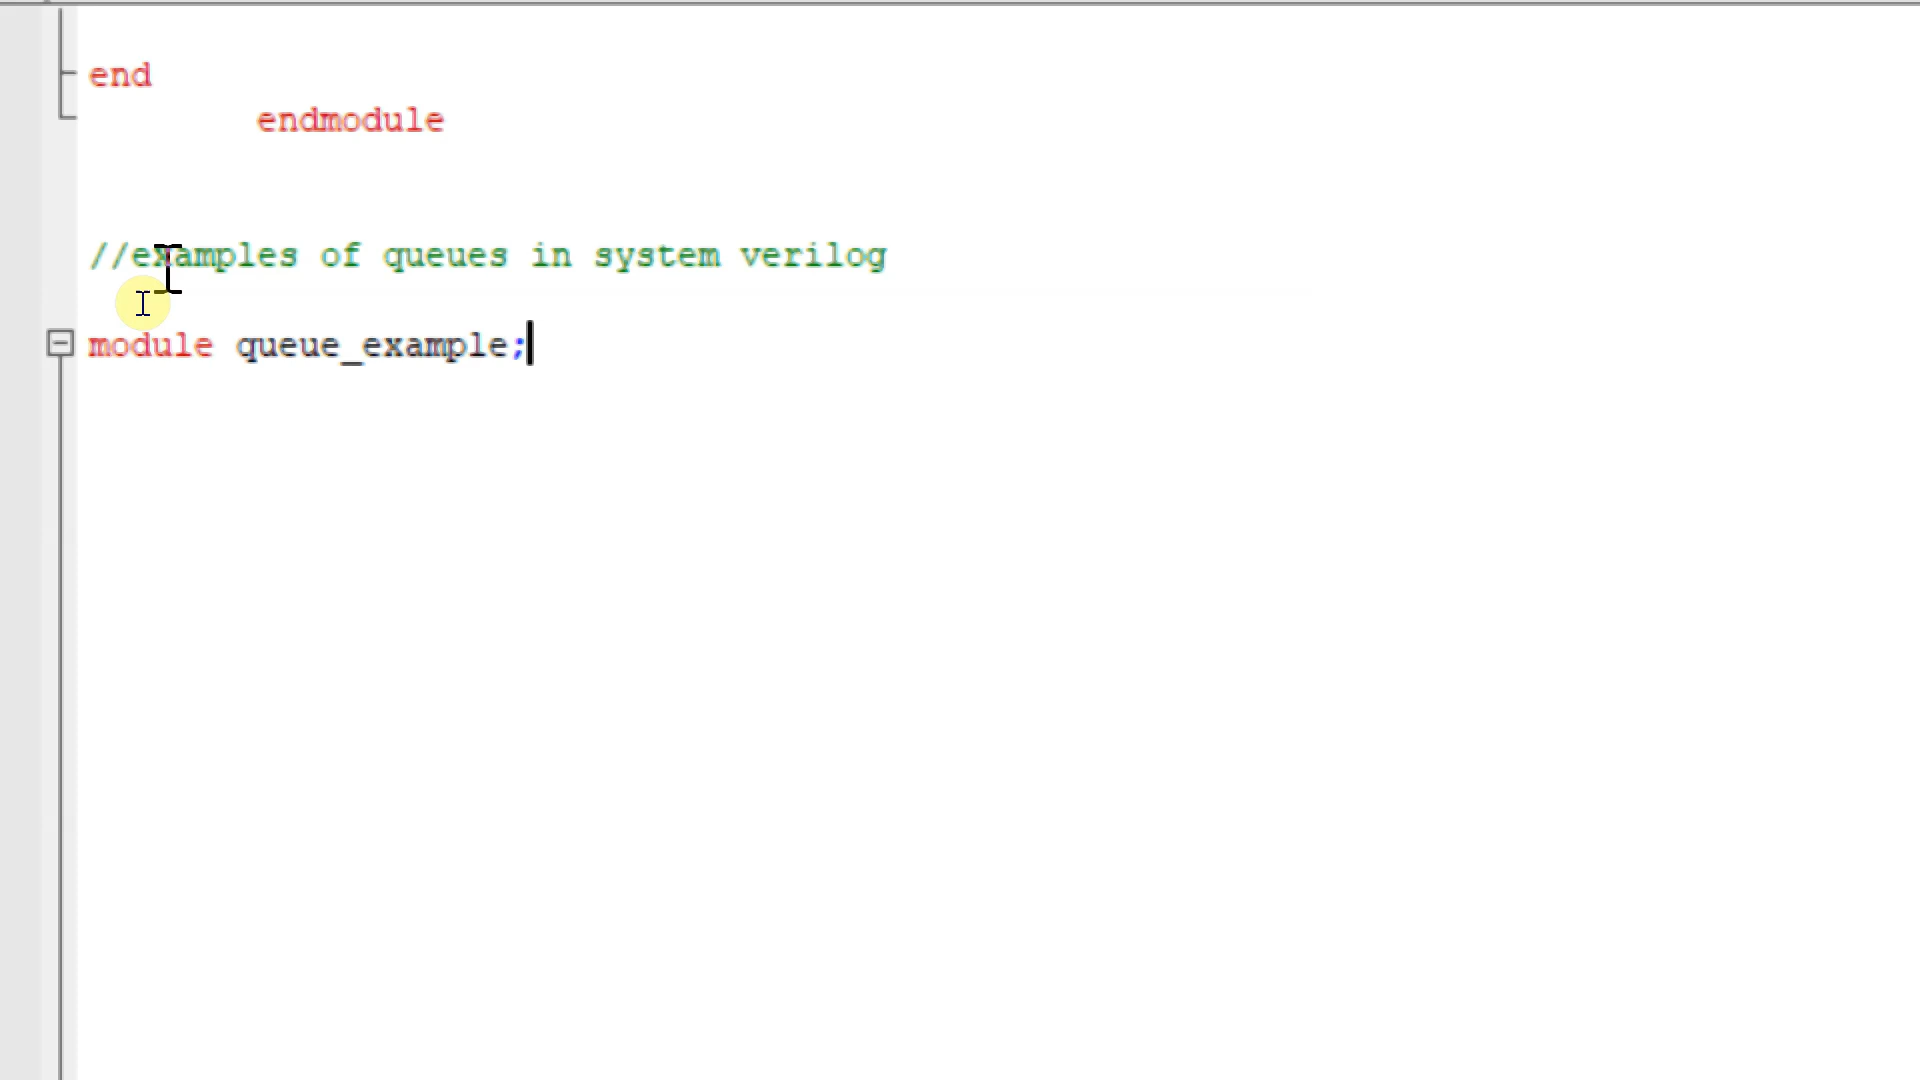 end
endmodule
//examples of queues in system verilog
module queue_example;